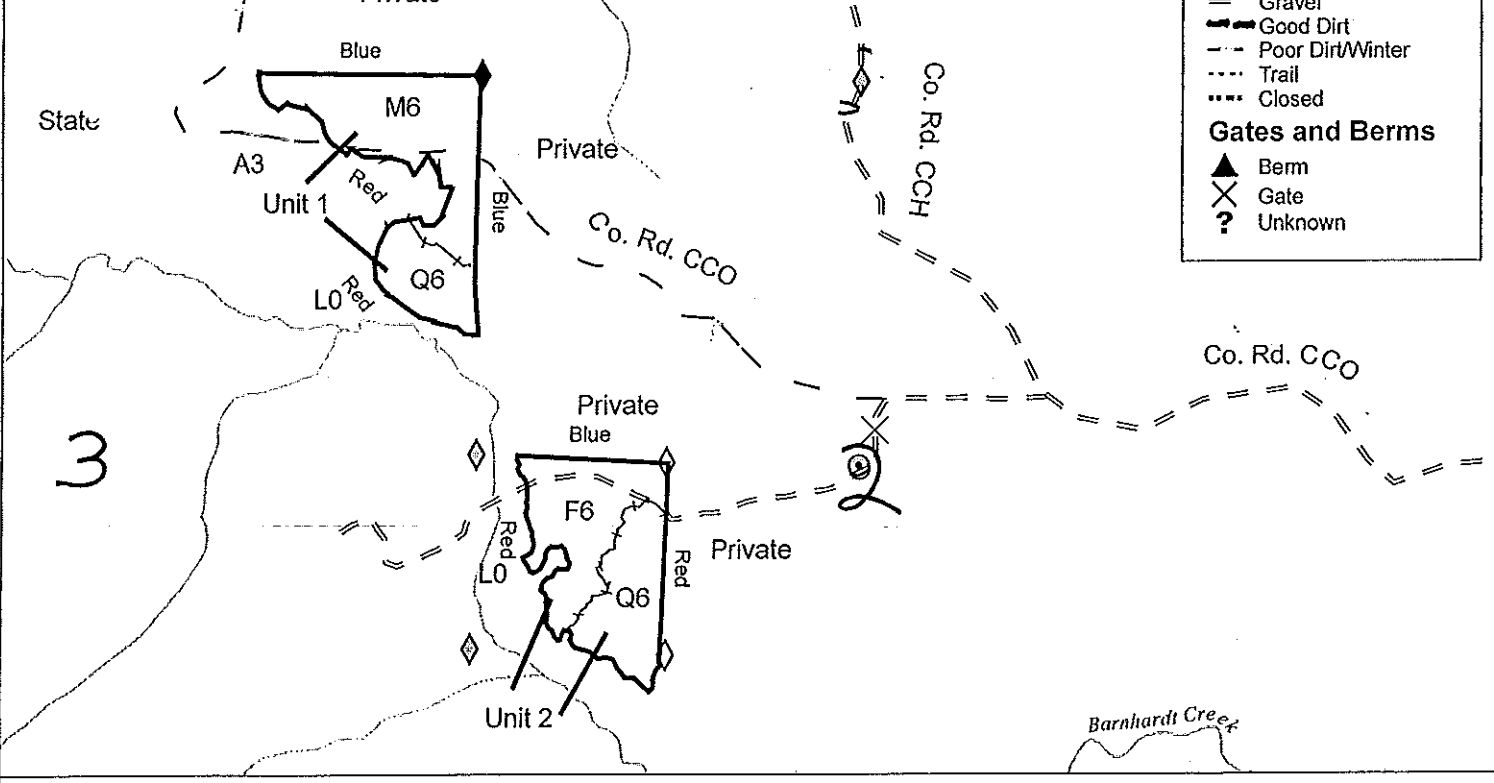 Private
Gravel
Good Dirt
Poor Dirt/Winter
Trail
Closed
Gates and Berms
Berm
Gate
? Unknown
Blue
M6
State
A3
Private
Co. Rd. CCH
Unit 1
Red
Blue
Co. Rd. CCO
Q6
L0
Red
Co. Rd. CCO
Private
Blue
3
F6
2
Red
L0
Private
Red
Q6
Unit 2
Barnhardt Creek